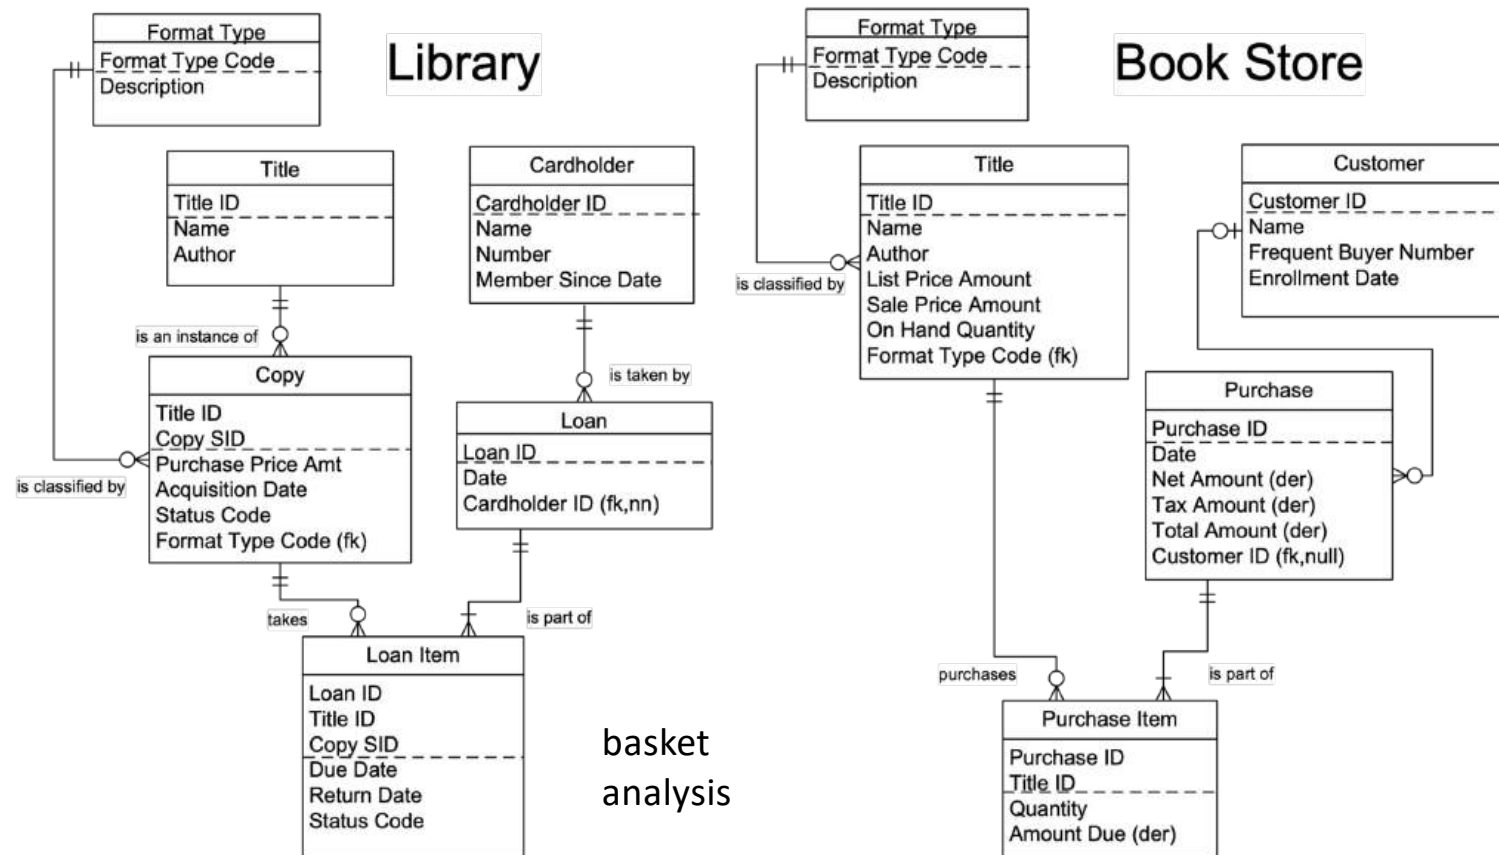 Library
Format Type
Format Type Code
Description
Title
Title ID
Name
Author
Cardholder
Cardholder ID
Name
Number
Member Since Date
is an instance of
is taken by
Copy
Title ID
Copy SID
Purchase Price Amt
Acquisition Date
Status Code
Format Type Code (fk)
is classified by
Loan
Loan ID
Date
Cardholder ID (fk,nn)
takes
is part of
Loan Item
Loan ID
Title ID
Copy SID
Due Date
Return Date
Status Code
basket
analysis
Book Store
Format Type
Format Type Code
Description
is classified by
Title
Title ID
Name
Author
List Price Amount
Sale Price Amount
On Hand Quantity
Format Type Code (fk)
Customer
Customer ID
Name
Frequent Buyer Number
Enrollment Date
Purchase
Purchase ID
Date
Net Amount (der)
Tax Amount (der)
Total Amount (der)
Customer ID (fk,null)
purchases
is part of
Purchase Item
Purchase ID
Title ID
Quantity
Amount Due (der)